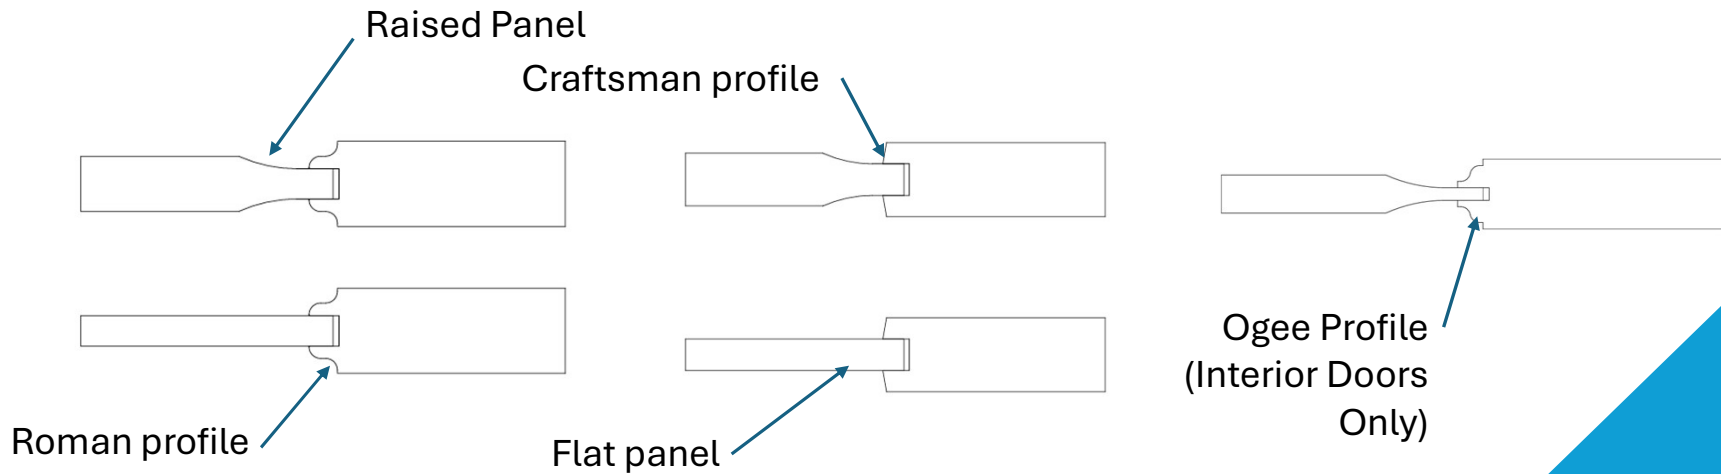 Raised Panel
Craftsman profile
Ogee Profile
(Interior Doors
Only)
Roman profile
Flat panel